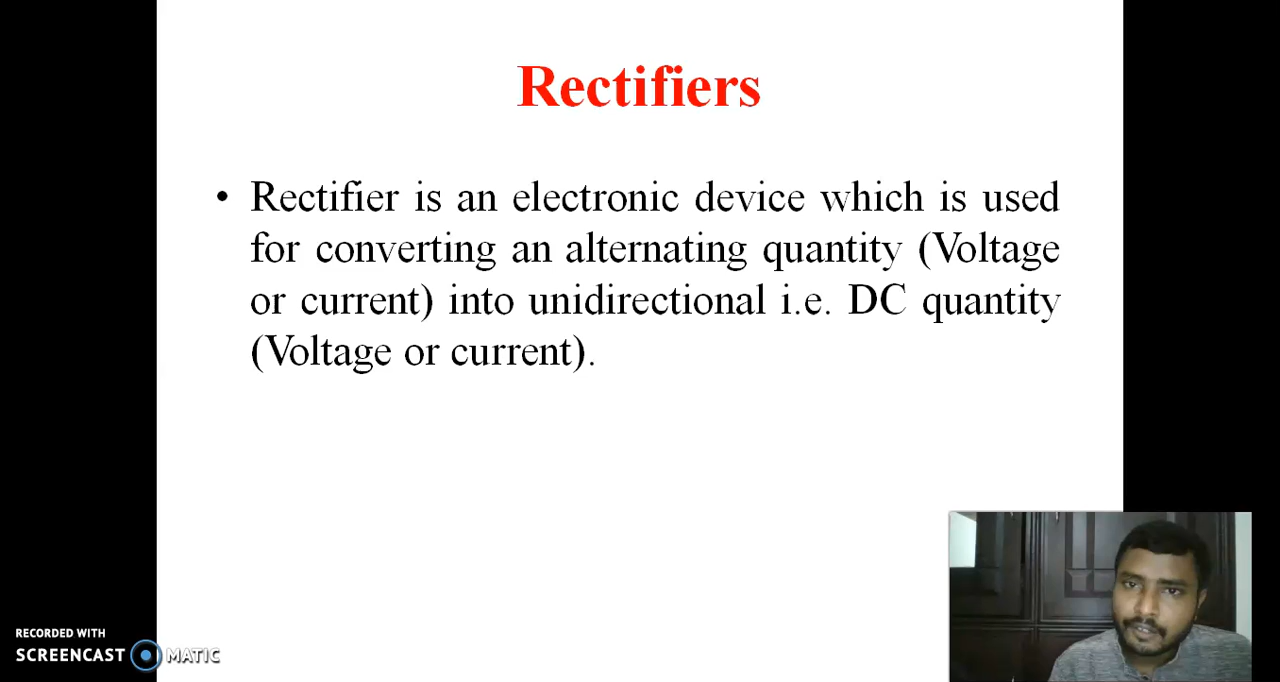 Rectifiers
• Rectifier is an electronic device which is used
for converting an alternating quantity (Voltage
or current) into unidirectional i.e. DC quantity
(Voltage or current).
RECORDED WITH
SCREENCAST MATIC